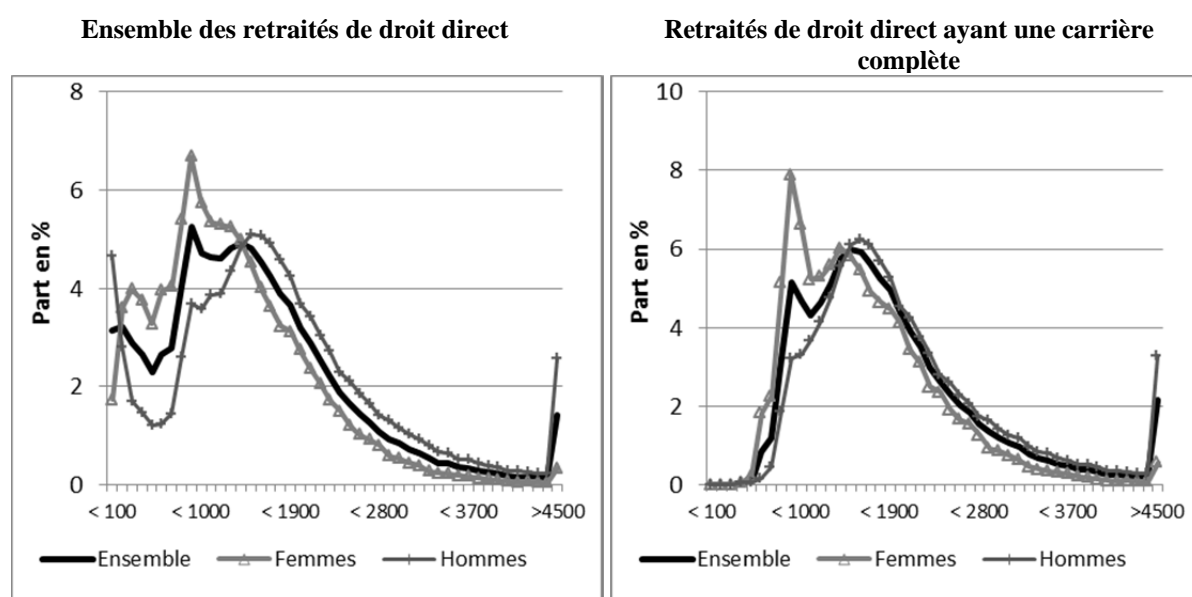 Ensemble des retraités de droit direct
Retraités de droit direct ayant une carrière
complète
8
6
4
2
0
Part en %
< 100
< 1000
< 1900
< 2800
< 3700
>4500
Ensemble
Femmes
Hommes
10
8
6
4
2
0
Part en %
< 100
< 1000
< 1900
< 2800
< 3700
>4500
Ensemble
Femmes
Hommes